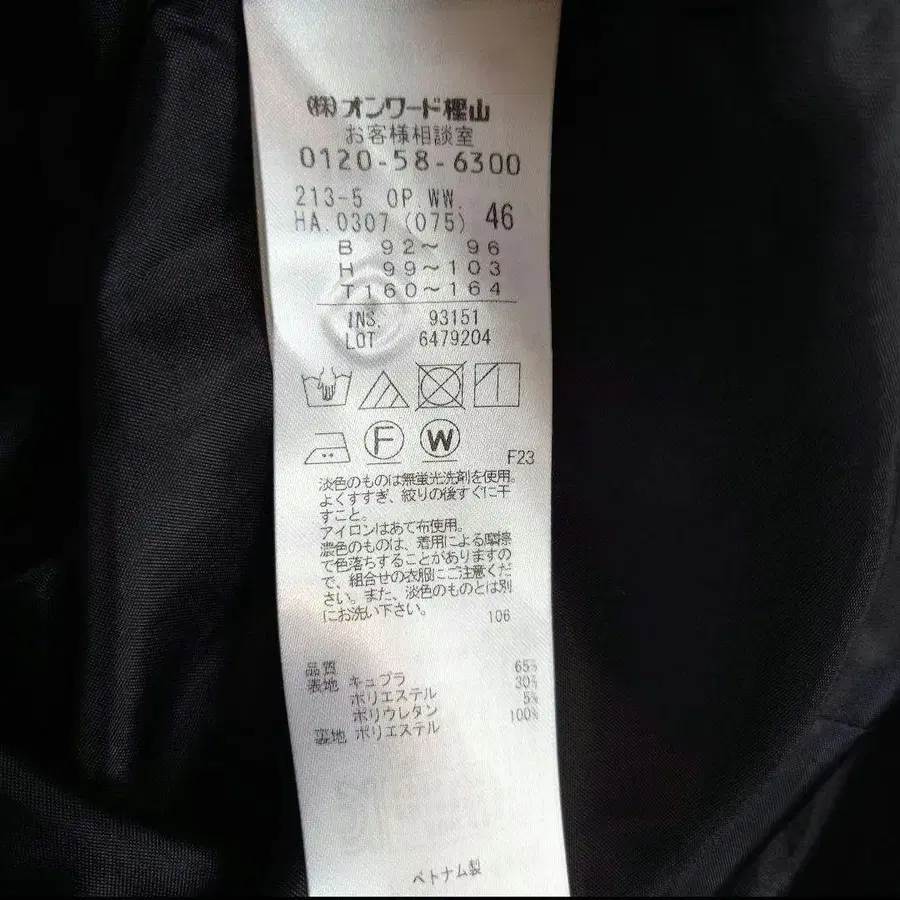 (株)オンワード樫山
お客様相談室
0120-58-6300
213-5 OP WW.
HA.0307 (075) 46
B 92～ 96
H 99～103
T160～164
INS. 93151
LOT 6479204
F W
F23
淡色のものは無蛍光洗剤を使用。
よくすすぎ、絞りの後すぐに干
すこと。
アイロンはあて布使用。
濃色のものは、着用による摩擦
で色落ちすることがありますの
で、組合せの衣服にご注意くだ
さい。また、淡色のものとは別
にお洗い下さい。
106
品質
表地 キュプラ 65%
ポリエステル 30%
ポリウレタン 5%
裏地 ポリエステル 100%
ベトナム製